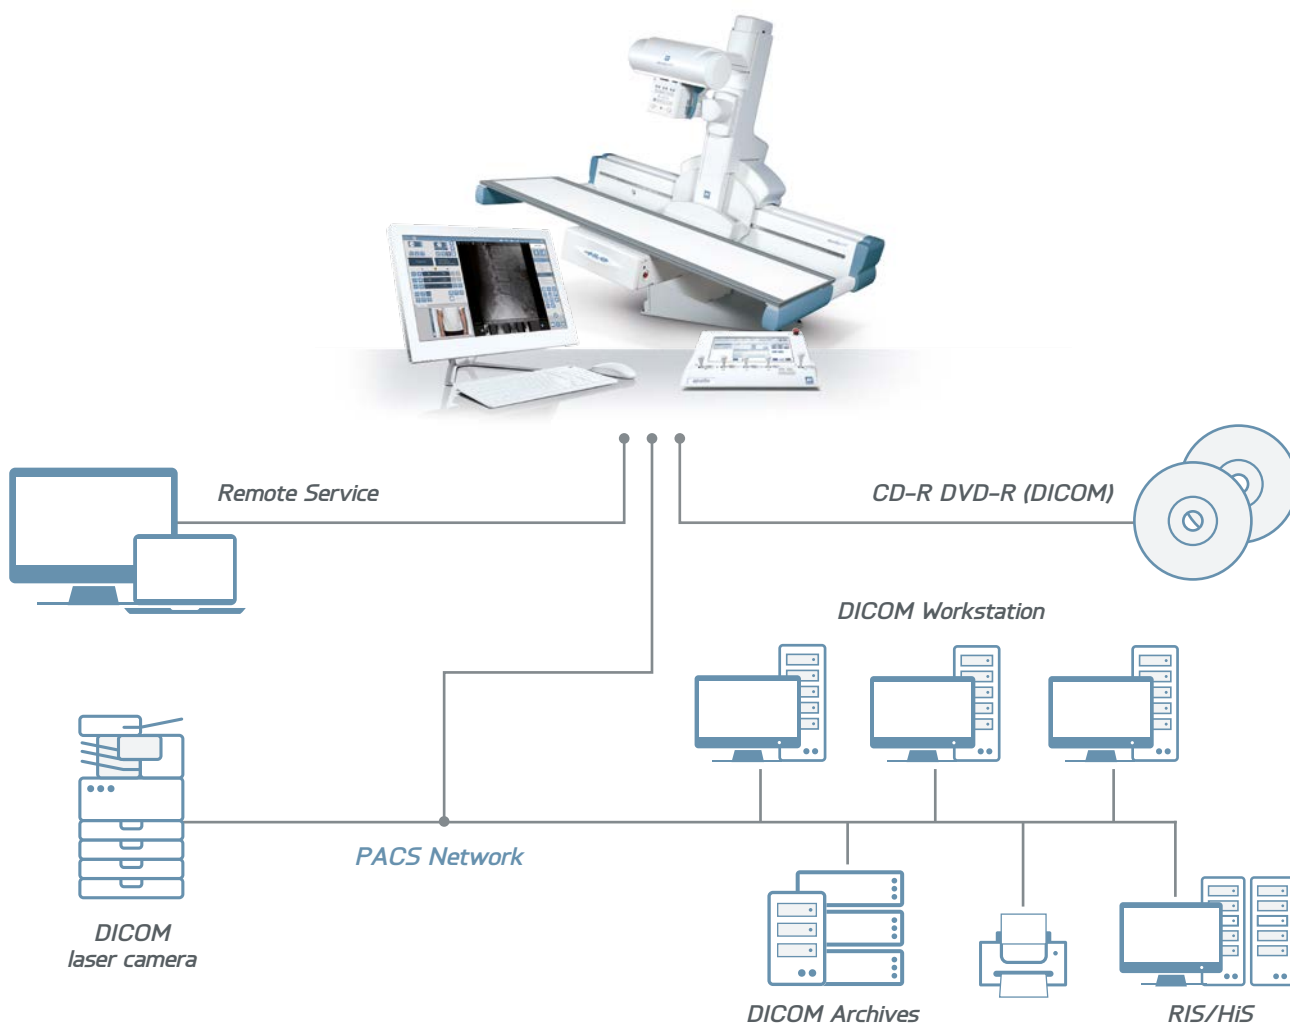 Remote Service
CD-R DVD-R (DICOM)
DICOM Workstation
PACS Network
DICOM
laser camera
DICOM Archives
RIS/HiS